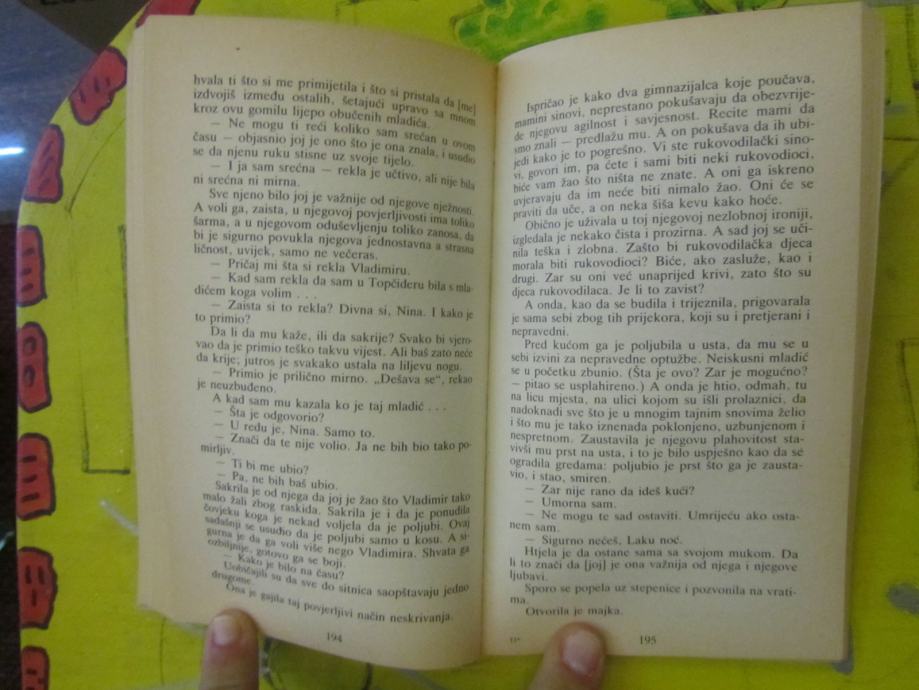 hvala ti što si me primijetila i što si pristala da [me]
izdvojiš između ostalih, šetajući upravo sa mnom
kroz ovu gomilu lijepo obučenih mladića.
— Ne mogu ti reći koliko sam srećan u ovom
času — objasnio joj je ono što je ona znala, i usudio
se da njenu ruku stisne uz svoje tijelo.
— I ja sam srećna — rekla je učtivo, ali nije bila
ni srećna ni mirna.
Sve njeno bilo joj je važnije od njegove nježnosti.
A voli ga, zaista, u njegovoj povjerljivosti ima toliko
šarma, a u njegovom oduševljenju toliko zanosa, da
bi je sigurno povukla njegova jednostavna a strasna
ličnost, uvijek, samo ne večeras.
— Pričaj mi šta si rekla Vladimiru.
— Kad sam rekla da sam u Topčideru bila s mla-
dićem koga volim . . .
— Zaista si to rekla? Divna si, Nina. I kako je
to primio?
Da li da mu kaže, ili da sakrije? Svako bi vjero-
vao da je primio teško takvu vijest. Ali baš zato neće
da krije; jutros je svakako ustala na lijevu nogu.
— Primio je prilično mirno. „Dešava se“, rekao
je neuzbuđeno.
A kad sam mu kazala ko je taj mladić . . .
— Šta je odgovorio?
— U redu je, Nina. Samo to.
— Znači da te nije volio. Ja ne bih bio tako po-
mirljiv.
— Ti bi me ubio?
— Pa, ne bih baš ubio.
Sakrila je od njega da joj je žao što Vladimir tako
malo žali zbog raskida. Sakrila je i da je ponudila
čovjeku koga je nekad voljela da je poljubi. Ovaj
sadašnji se usudio da je poljubi samo u kosu. A si-
gurna je da ga voli više nego Vladimira. Shvata ga
ozbiljnije, gotovo ga se boji.
— Kako je bilo na času?
Uobičajili su da sve do sitnica saopštavaju jedno
drugome.
Ona je gajila taj povjerljivi način neskrivanja.
194
Ispričao je kako dva gimnazijalca koje poučava,
mamini sinovi, neprestano pokušavaju da obezvrije-
de njegovu agilnost i savjesnost. Recite mami da
smo znali — predlažu mu. A on pokušava da ih ubi-
jedi kako je to pogrešno. Vi ste rukovodilački sino-
vi, govori im, pa ćete i sami biti neki rukovodioci,
biće vam žao što ništa ne znate. A oni ga iskreno
uvjeravaju da im neće biti nimalo žao. Oni će se
praviti da uče, a on neka šiša kevu kako hoće.
Obično je uživala u toj njegovoj nezlobnoj ironiji,
izgledala je nekako čista i prozirna. A sad joj se uči-
nila teška i zlobna. Zašto bi rukovodilačka djeca
morala biti rukovodioci? Biće, ako zasluže, kao i
drugi. Zar su oni već unaprijed krivi, zato što su
djeca rukovodilaca. Je li to zavist?
A onda, kao da se budila i trijeznila, prigovarala
je sama sebi zbog tih prijekora, koji su i pretjerani i
nepravedni.
Pred kućom ga je poljubila u usta, da mu se u
sebi izvini za nepravedne optužbe. Neiskusni mladić
se u početku zbunio. (Šta je ovo? Zar je mogućno?
— pitao se usplahireno.) A onda je htio, odmah, tu
na licu mjesta, na ulici kojom su išli prolaznici, da
nadoknadi sve što je u mnogim tajnim snovima želio
i što mu je tako iznenada poklonjeno, uzbunjenom i
nespretnom. Zaustavila je njegovu plahovitost sta-
vivši mu prst na usta, i to je bilo uspješno kao da se
ogradila gredama: poljubio je prst što ga je zausta-
vio, i stao, smiren.
— Zar nije rano da ideš kući?
— Umorna sam.
— Ne mogu te sad ostaviti. Umrijeću ako osta-
nem sam.
— Sigurno nećeš, Laku noć.
Htjela je da ostane sama sa svojom mukom. Da
li to znači da [joj] je ona važnija od njega i njegove
ljubavi.
Sporo se popela uz stepenice i pozvonila na vrati-
ma.
Otvorila je majka.
195